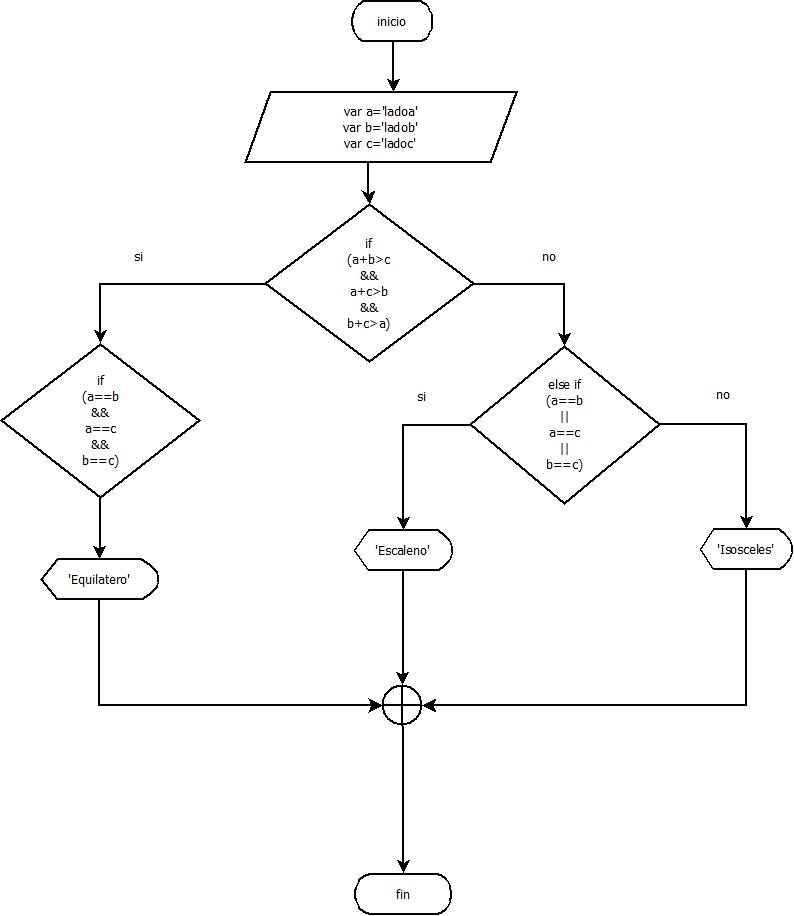 inicio
var a='ladoa'
var b='ladob'
var c='ladoc'
si
no
if
(a+b>c
&&
a+c>b
&&
b+c>a)
if
(a==b
&&
a==c
&&
b==c)
si
no
else if
(a==b
||
a==c
||
b==c)
'Equilatero'
'Escaleno'
'Isosceles'
fin